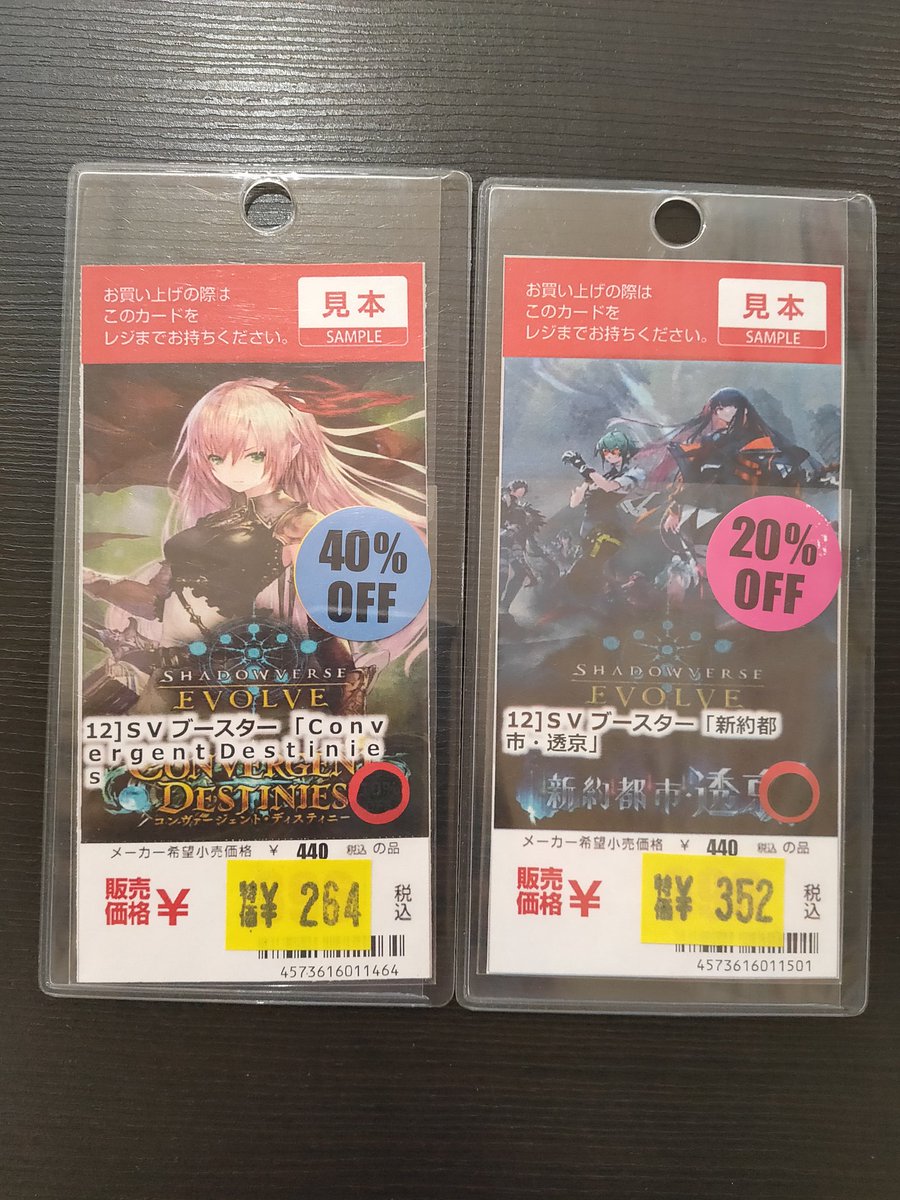 お買い上げの際は
このカードを
レジまでお持ちください。
見本
SAMPLE
40%
OFF
SHADOWVERSE
EVOLVE
12]ＳＶブースター「Ｃｏｎｖ
ｅｒｇｅｎｔＤｅｓｔｉｎｉｅ
ｓ
CONVERGEN
DESTINIES
コンヴァージェント・ディスティニー
メーカー希望小売価格 ¥ 440 税込 の品
販売
価格 ¥
特価¥ 264
税込
4573616011464
お買い上げの際は
このカードを
レジまでお持ちください。
見本
SAMPLE
20%
OFF
SHADOWVERSE
EVOLVE
12]ＳＶブースター「新約都
市・透京」
新約都市・透京
メーカー希望小売価格 ¥ 440 税込 の品
販売
価格 ¥
特価¥ 352
税込
4573616011501